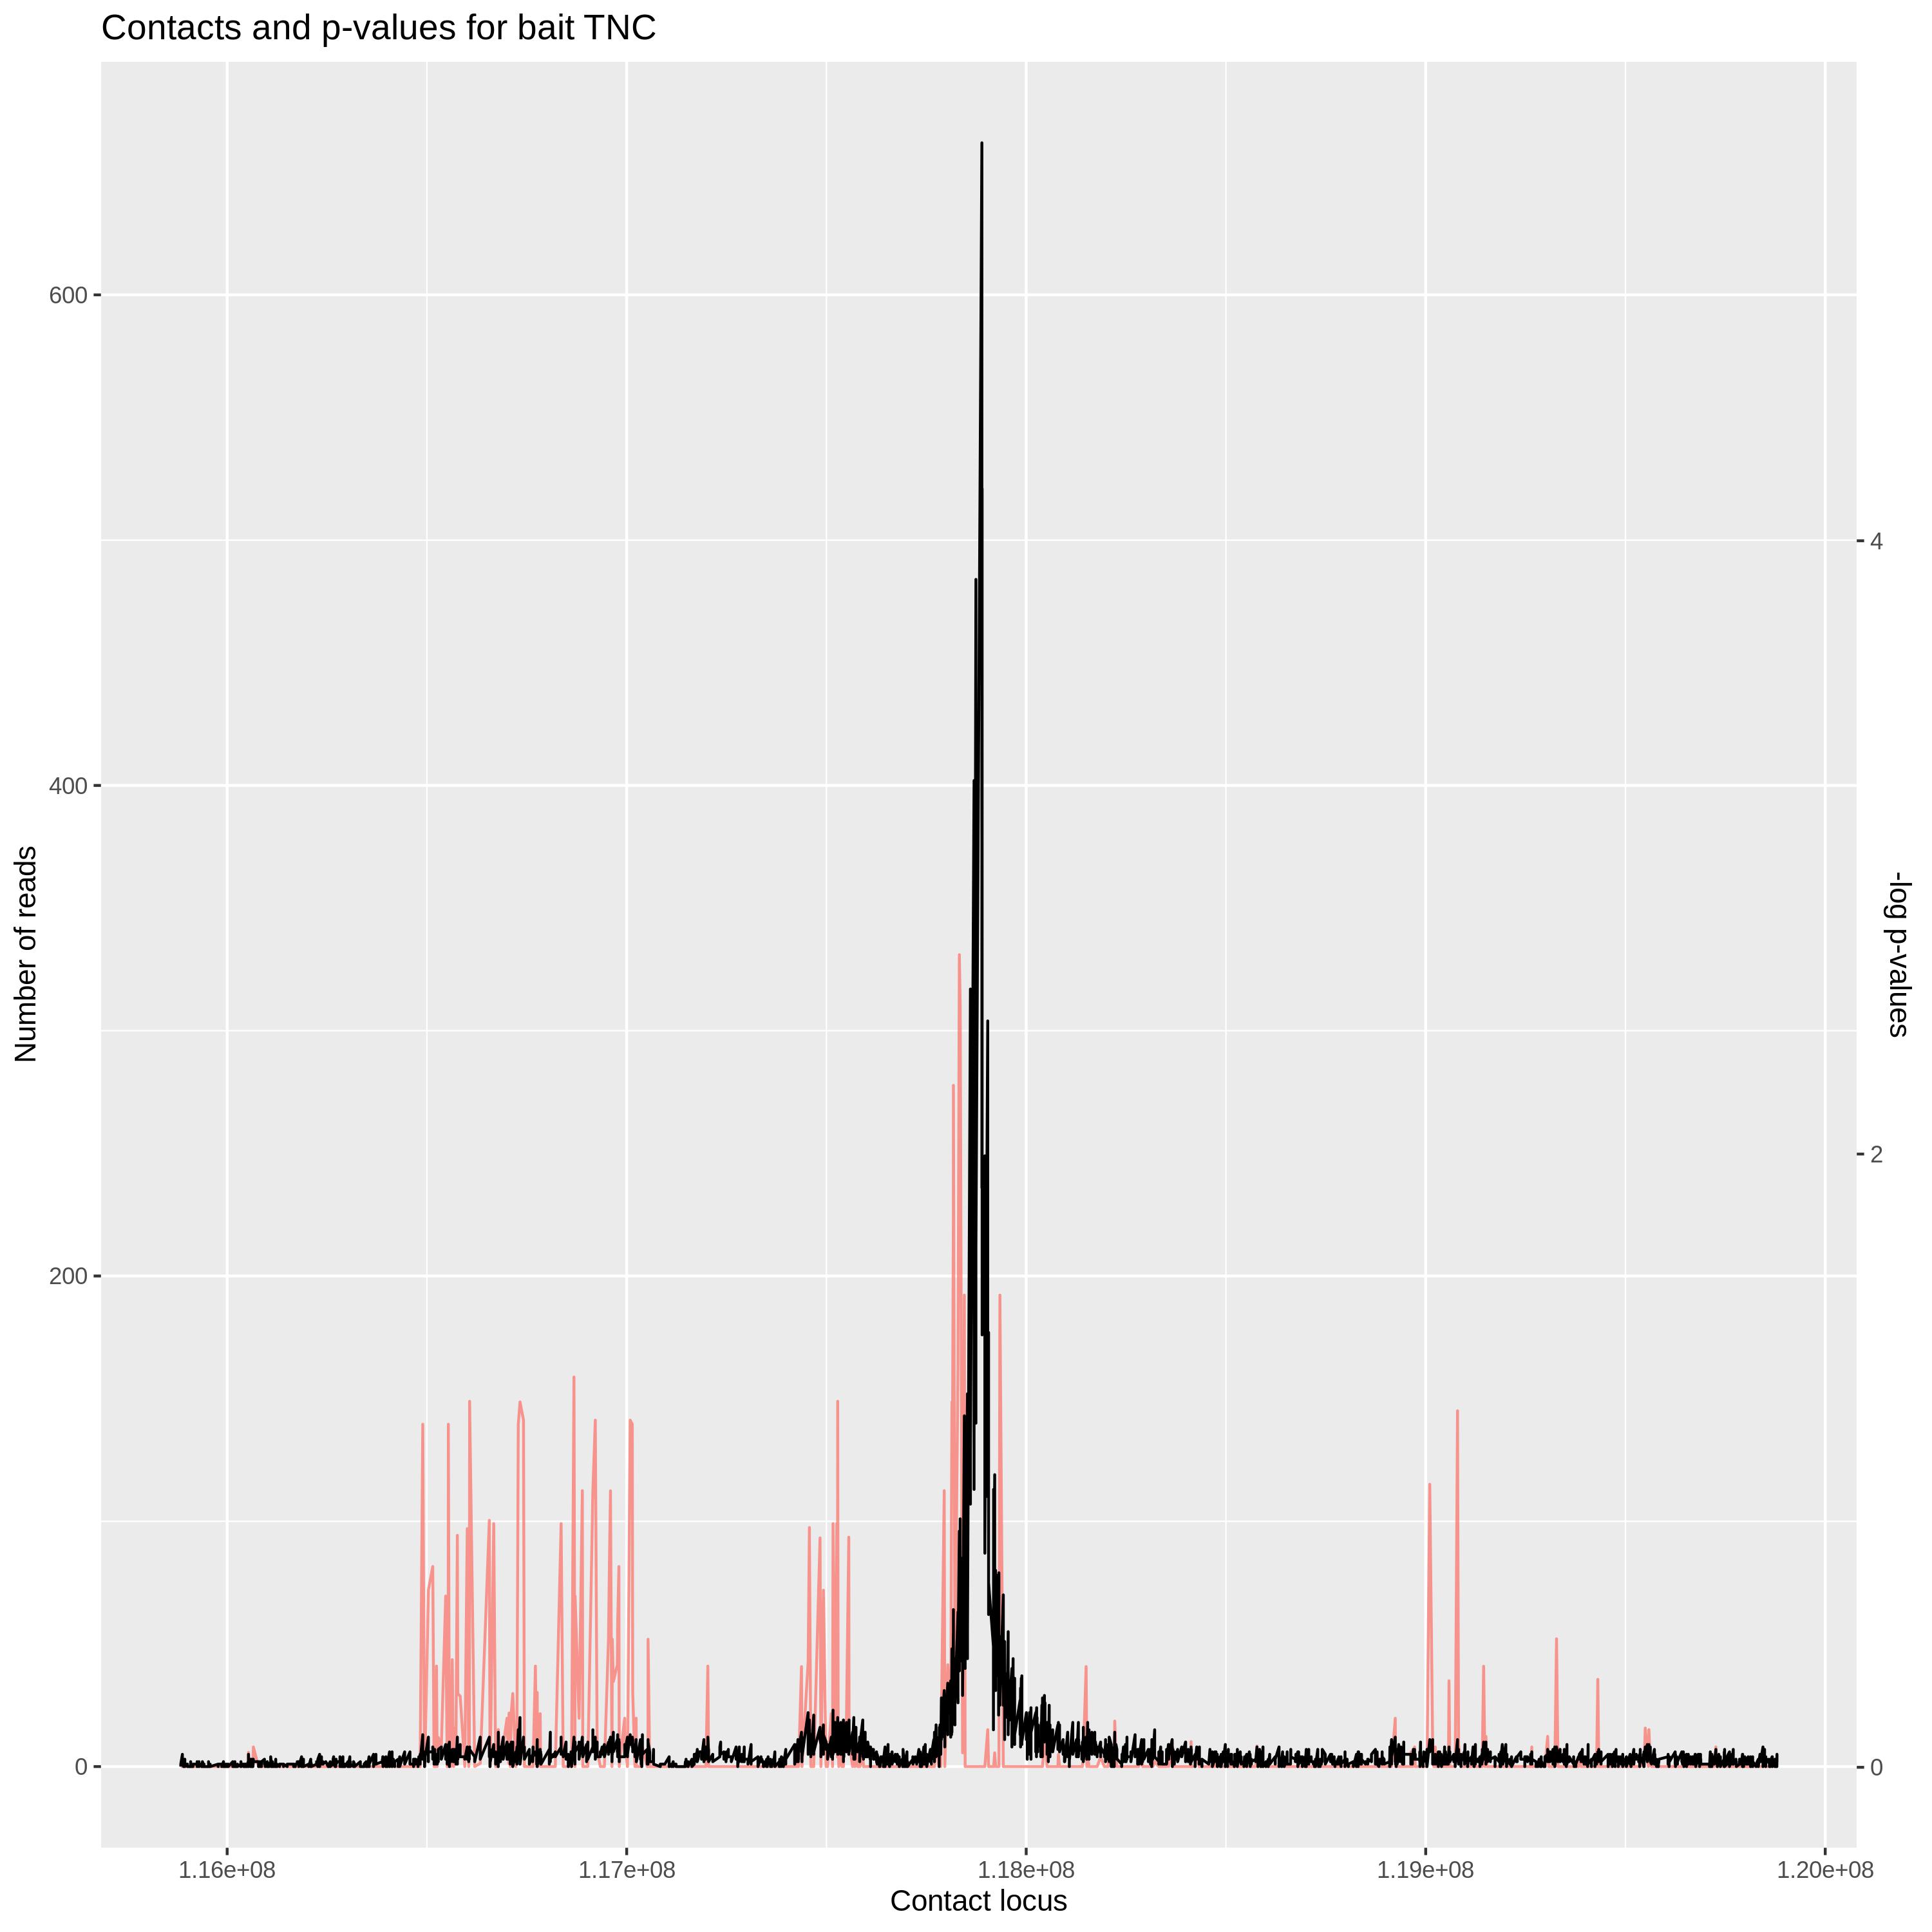 Contacts and p-values for bait TNC
600
400
200
0
Number of reads
4
2
0
-log p-values
1.16e+08
1.17e+08
1.18e+08
1.19e+08
1.20e+08
Contact locus